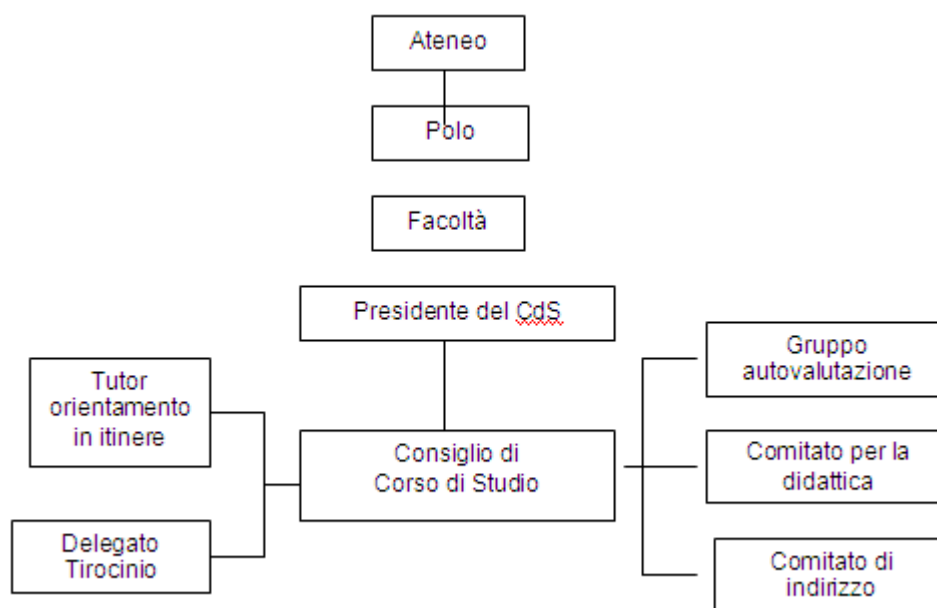 Ateneo
Polo
Facoltà
Presidente del CdS
Tutor
orientamento
in itinere
Delegato
Tirocinio
Consiglio di
Corso di Studio
Gruppo
autovalutazione
Comitato per la
didattica
Comitato di
indirizzo